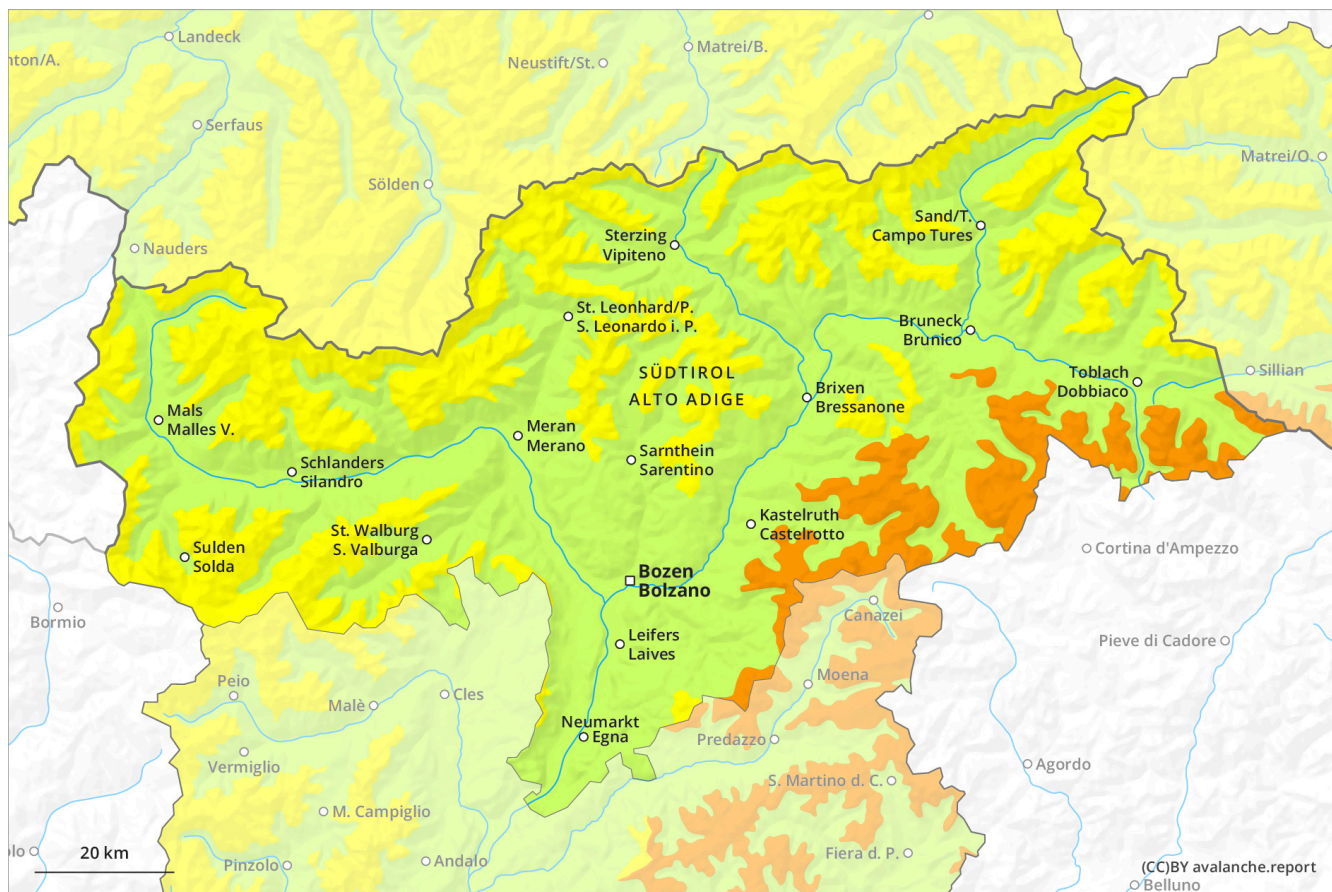 Landeck
nton/A.
Neustift/St.
Matrei/B.
Serfaus
Matrei/O.
Sölden
Sand/T.
Campo Tures
Sterzing
Vipiteno
Nauders
St. Leonhard/P.
S. Leonardo i. P.
Bruneck
Brunico
SÜDTIROL
ALTO ADIGE
Toblach
Dobbiaco
Sillian
Brixen
Bressanone
Mals
Malles V.
Meran
Merano
Sarnthein
Sarentino
Schlanders
Silandro
Kastelruth
Castelrotto
St. Walburg
S. Valburga
Sulden
Solda
Cortina d'Ampezzo
Bozen
Bolzano
Bormio
Canazei
Leifers
Laives
Pieve di Cadore
Peio
Malè
Cles
Moena
Neumarkt
Egna
Predazzo
Vermiglio
Agordo
S. Martino d. C.
M. Campiglio
olo
20 km
Pinzolo
Andalo
Fiera d. P.
(CC)BY avalanche.report
Belluno